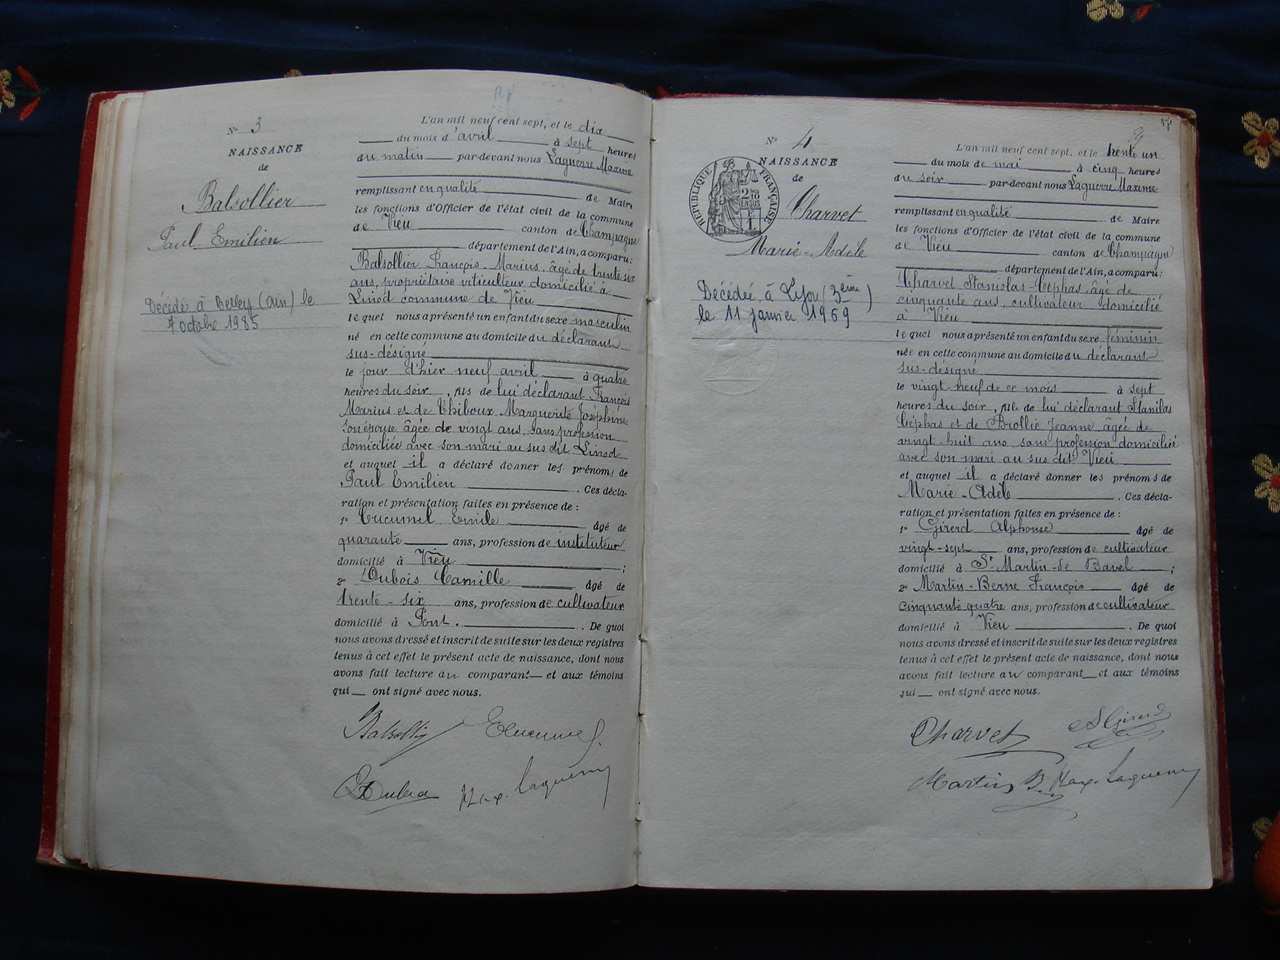 N° 3
NAISSANCE
de
Balsollier
Paul Emilien
Décédé à Belley (Ain) le
7 octobre 1985
L'an mil neuf cent sept, et le dix
du mois d'avril à sept heures
du matin par-devant nous Laguerre Maxime
remplissant en qualité de Maire
les fonctions d'Officier de l'état civil de la commune
de Vieu canton de Champagne
département de l'Ain, a comparu:
Balsollier François-Marius, âgé de trente six
ans, propriétaire viticulteur domicilié à
Linod commune de Vieu
lequel nous a présenté un enfant du sexe masculin
né en cette commune au domicile du déclarant
sus-désigné
le jour d'hier neuf avril à quatre
heures du soir, fils de lui déclarant François
Marius et de Thiboux Marguerite Joséphine
son épouse âgée de vingt ans, sans profession
domiciliée avec son mari au sus dit Linod
et auquel il a déclaré donner les prénoms de
Paul Emilien. Ces décla-
ration et présentation faites en présence de :
1° Cucumel Emile âgé de
quarante ans, profession de instituteur
domicilié à Vieu ;
2° Dubois Camille âgé de
trente-six ans, profession de cultivateur
domicilié à Pont. De quoi
nous avons dressé et inscrit de suite sur les deux registres
tenus à cet effet le présent acte de naissance, dont nous
avons fait lecture au comparant et aux témoins
qui ont signé avec nous.
Balsollier Cucumel
Dubois Max. Laguerre
N° 4
NAISSANCE
de
RÉPUBLIQUE FRANÇAISE
Charvet
Marie-Adèle
Décédée à Lyon (3ème)
le 11 janvier 1969
L'an mil neuf cent sept, et le trente un
du mois de mai à cinq heures
du soir par-devant nous Laguerre Maxime
remplissant en qualité de Maire
les fonctions d'Officier de l'état civil de la commune
de Vieu canton de Champagne
département de l'Ain, a comparu:
Charvet Stanislas-Céphas âgé de
cinquante ans, cultivateur domicilié
à Vieu
lequel nous a présenté un enfant du sexe féminin
née en cette commune au domicile du déclarant
sus-désigné
le vingt neuf de ce mois à sept
heures du soir, fille de lui déclarant Stanislas
Céphas et de Brollie Jeanne âgée de
vingt huit ans sans profession domiciliée
avec son mari au sus dit Vieu
et auquel il a déclaré donner les prénoms de
Marie-Adèle. Ces décla-
ration et présentation faites en présence de :
1° Girerd Alphonse âgé de
vingt-sept ans, profession de cultivateur
domicilié à St Martin-de Bavel ;
2° Martin-Berne François âgé de
cinquante quatre ans, profession de cultivateur
domicilié à Vieu. De quoi
nous avons dressé et inscrit de suite sur les deux registres
tenus à cet effet le présent acte de naissance, dont nous
avons fait lecture au comparant et aux témoins
qui ont signé avec nous.
Charvet A Girerd
Martin B. Max. Laguerre